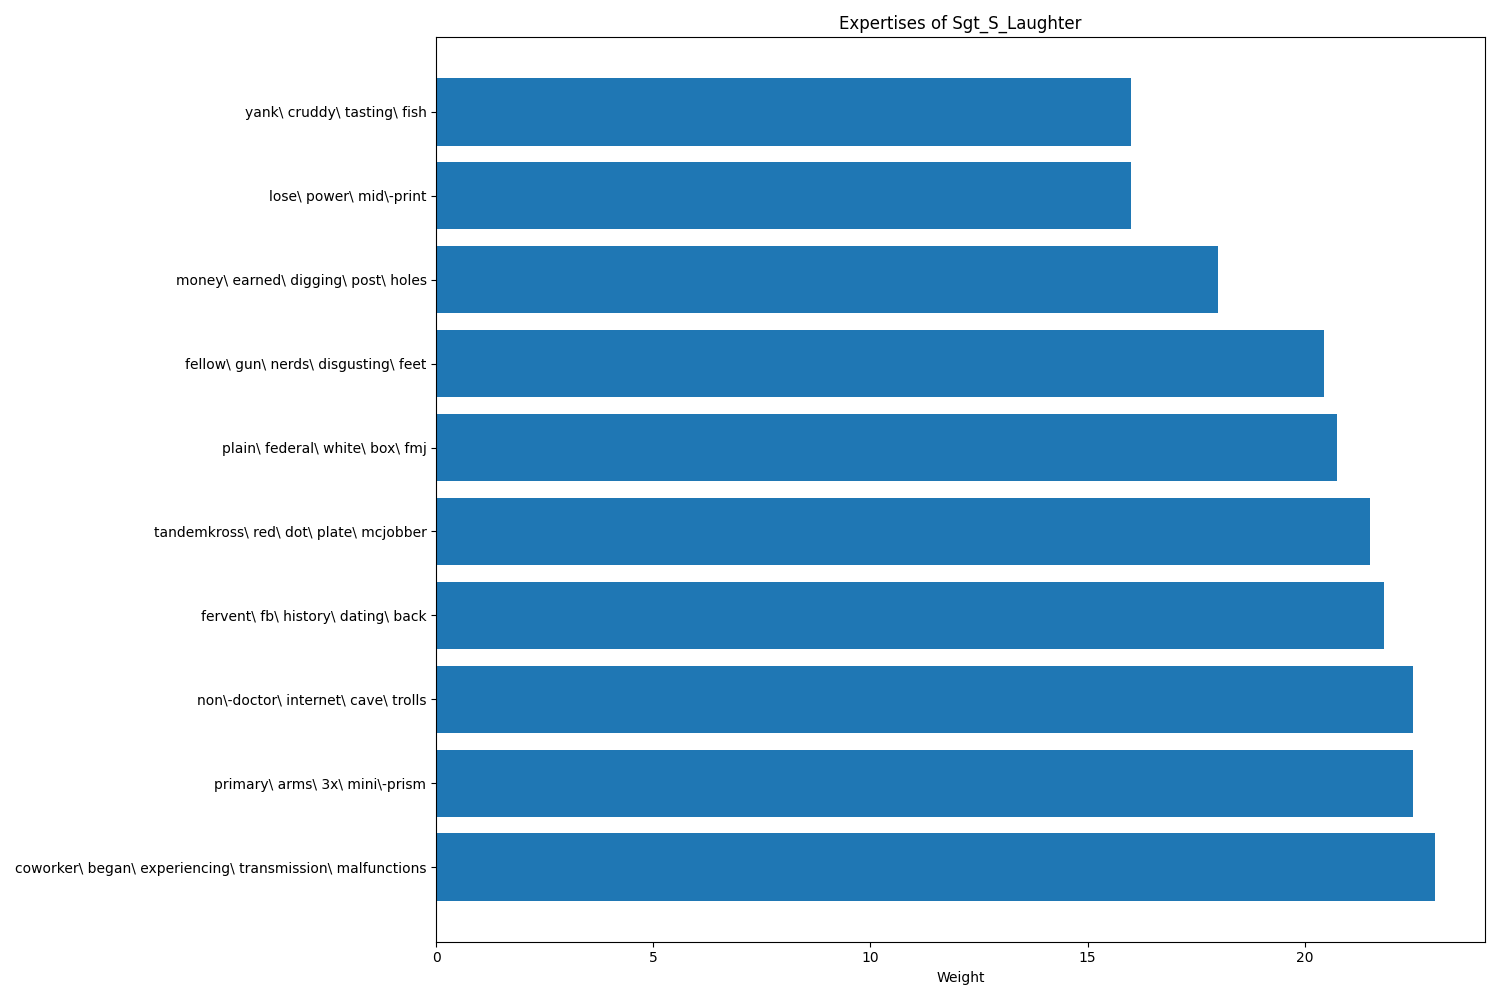 Expertises of Sgt_S_Laughter
yank\ cruddy\ tasting\ fish
lose\ power\ mid\-print
money\ earned\ digging\ post\ holes
fellow\ gun\ nerds\ disgusting\ feet
plain\ federal\ white\ box\ fmj
tandemkross\ red\ dot\ plate\ mcjobber
fervent\ fb\ history\ dating\ back
non\-doctor\ internet\ cave\ trolls
primary\ arms\ 3x\ mini\-prism
coworker\ began\ experiencing\ transmission\ malfunctions
0 5 10 15 20
Weight